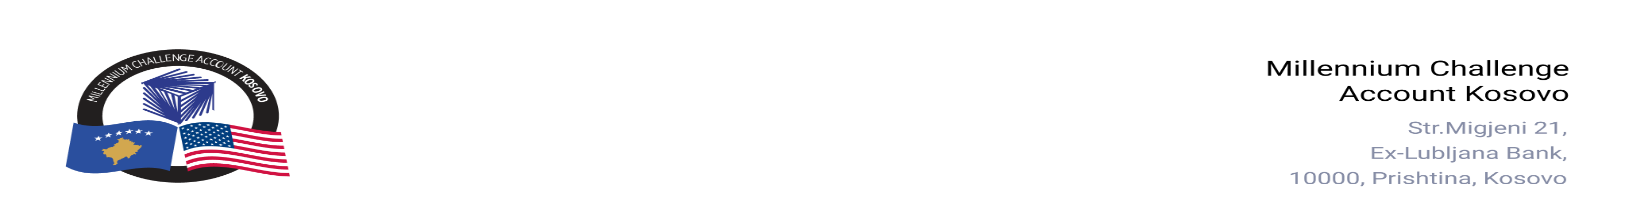 MILLENNIUM CHALLENGE ACCOUNT KOSOVO
Millennium Challenge
Account Kosovo
Str.Migjeni 21,
Ex-Lubljana Bank,
10000, Prishtina, Kosovo